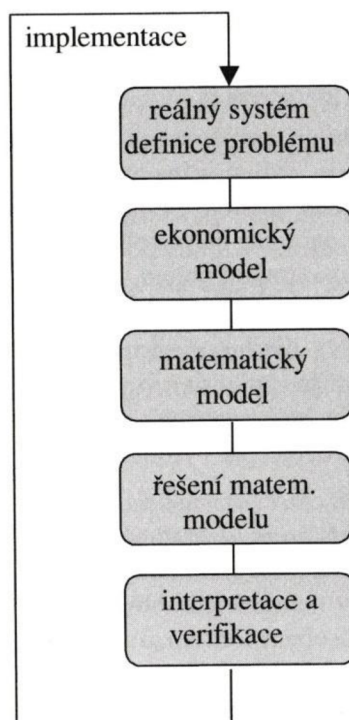 implementace
reálný systém
definice problému
ekonomický
model
matematický
model
řešení matem.
modelu
interpretace a
verifikace